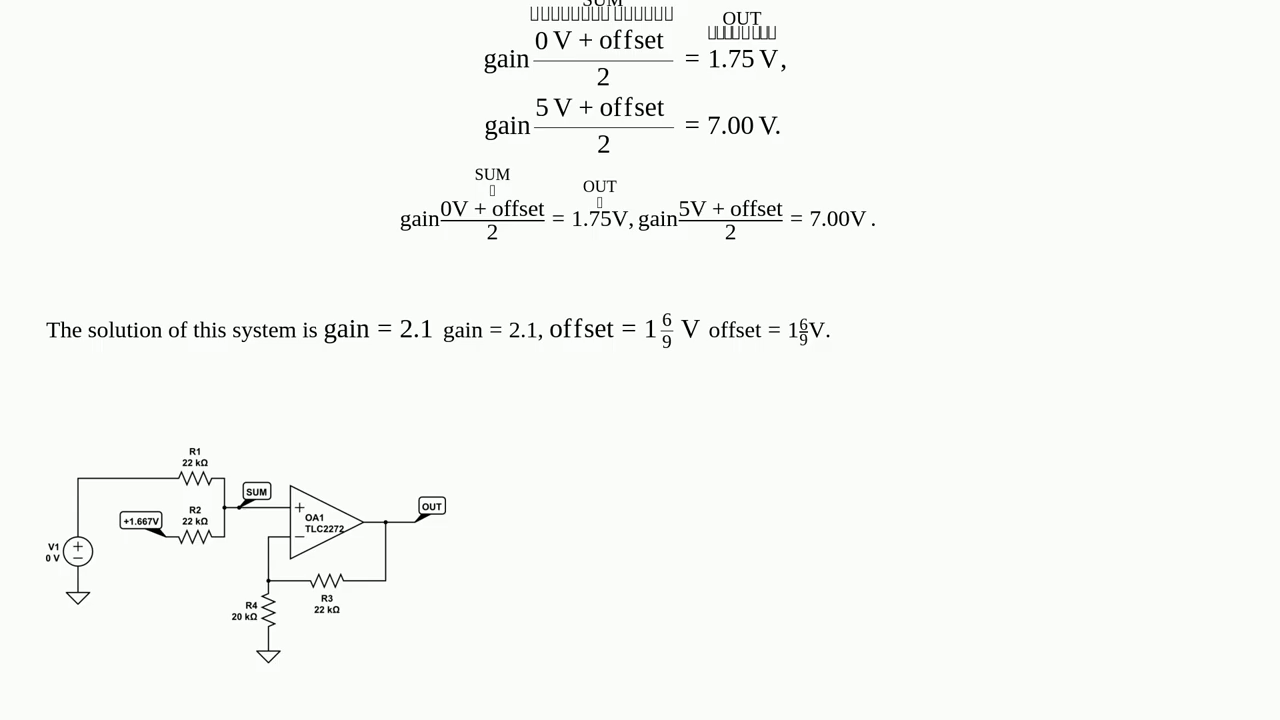 SUM
OUT
gain 0 V + offset / 2 = 1.75 V,
gain 5 V + offset / 2 = 7.00 V.
SUM
OUT
gain 0V + offset / 2 = 1.75V, gain 5V + offset / 2 = 7.00V .
The solution of this system is gain = 2.1 gain = 2.1, offset = 1 6/9 V offset = 1 6/9 V.
R1
22 kΩ
SUM
OUT
R2
22 kΩ
+1.667V
+
OA1
TLC2272
−
V1
0 V
+
−
R3
22 kΩ
R4
20 kΩ